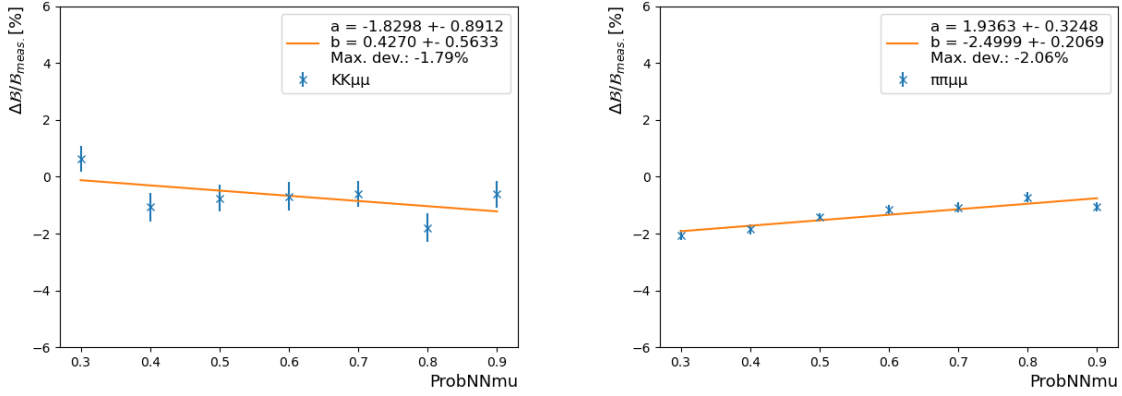 ΔB/B_meas. [%]
a = -1.8298 +- 0.8912
b = 0.4270 +- 0.5633
Max. dev.: -1.79%
KKμμ
6
4
2
0
−2
−4
−6
0.3 0.4 0.5 0.6 0.7 0.8 0.9
ProbNNmu
ΔB/B_meas. [%]
a = 1.9363 +- 0.3248
b = -2.4999 +- 0.2069
Max. dev.: -2.06%
ππμμ
6
4
2
0
−2
−4
−6
0.3 0.4 0.5 0.6 0.7 0.8 0.9
ProbNNmu